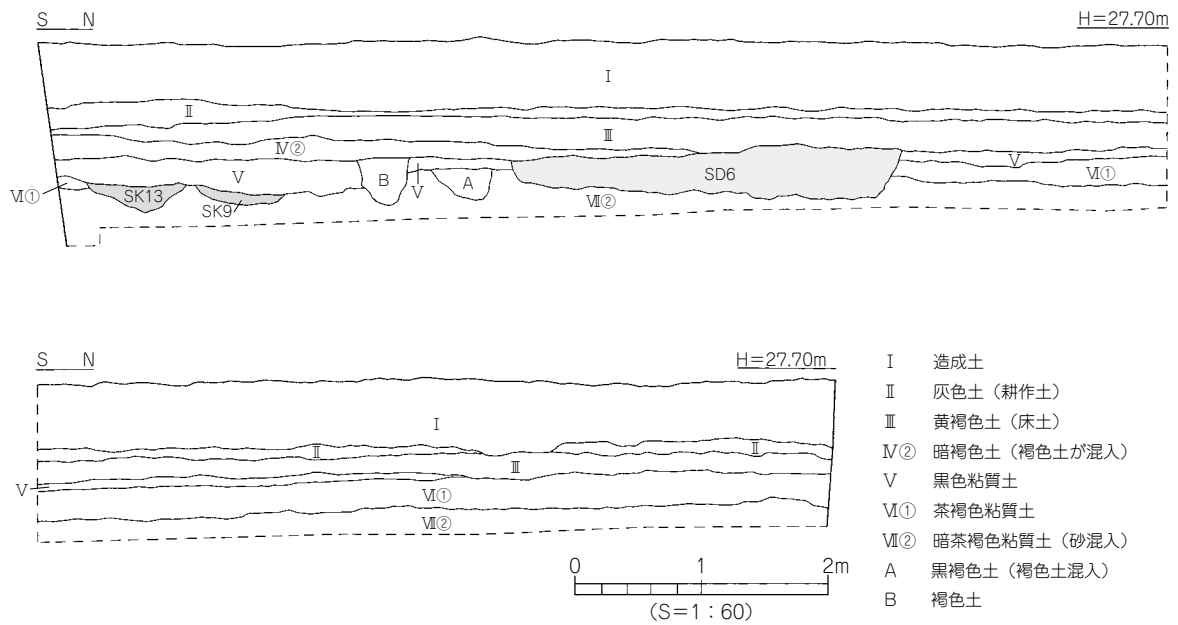 S N
H=27.70m
Ⅰ
Ⅱ
Ⅲ
Ⅳ②
Ⅴ
B
Ⅴ
A
SD6
Ⅴ
Ⅵ①
Ⅵ①
SK13
SK9
Ⅶ②
S N
H=27.70m
Ⅰ
Ⅱ
Ⅱ
Ⅲ
Ⅴ
Ⅵ①
Ⅶ②
Ⅰ 造成土
Ⅱ 灰色土（耕作土）
Ⅲ 黄褐色土（床土）
Ⅳ② 暗褐色土（褐色土が混入）
Ⅴ 黒色粘質土
Ⅵ① 茶褐色粘質土
Ⅶ② 暗茶褐色粘質土（砂混入）
A 黒褐色土（褐色土混入）
B 褐色土
0 1 2m
(S=1：60)